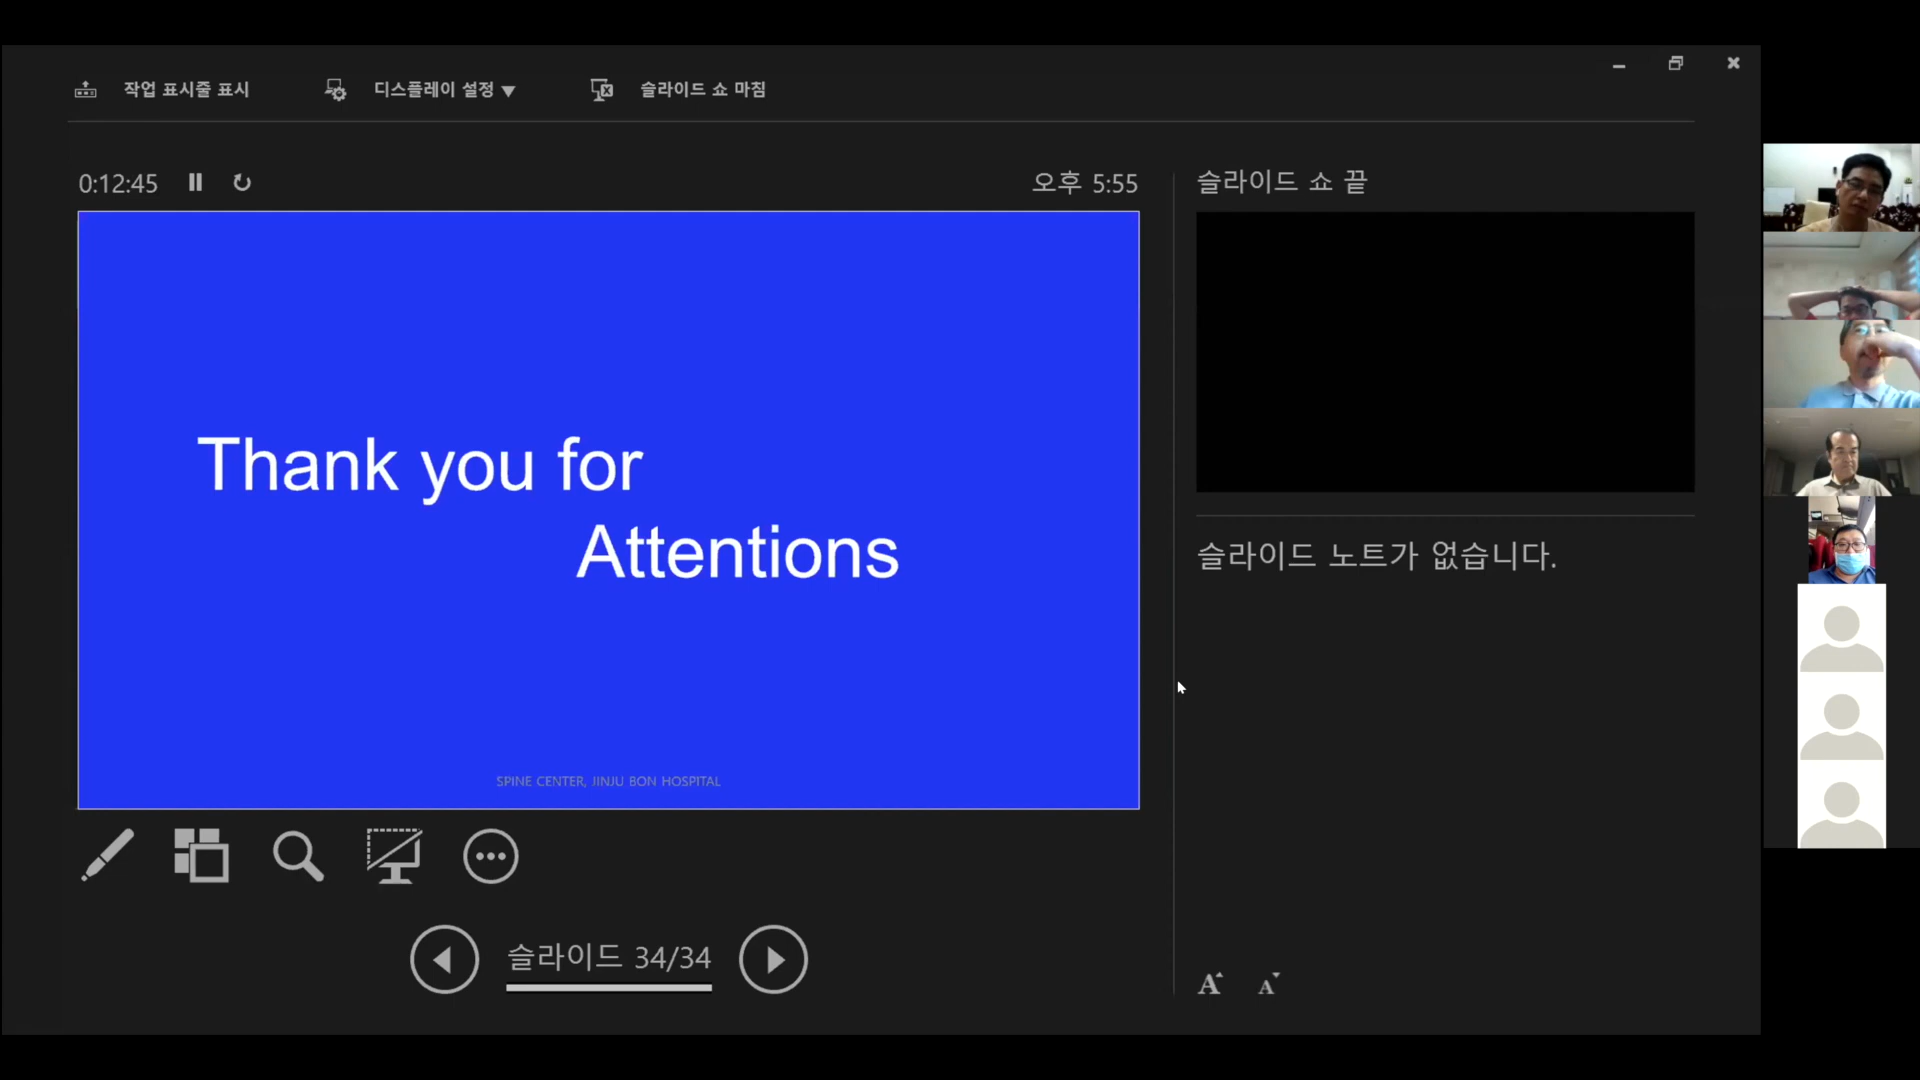 작업 표시줄 표시
디스플레이 설정 ▼
슬라이드 쇼 마침
0:12:45
오후 5:55
슬라이드 쇼 끝
Thank you for
Attentions
SPINE CENTER, JINJU BON HOSPITAL
슬라이드 노트가 없습니다.
슬라이드 34/34
A
A